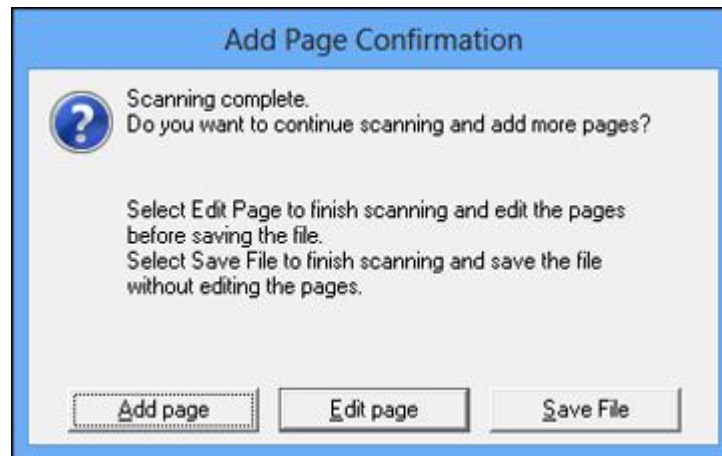 Add Page Confirmation
Scanning complete.
Do you want to continue scanning and add more pages?
Select Edit Page to finish scanning and edit the pages
before saving the file.
Select Save File to finish scanning and save the file
without editing the pages.
Add page
Edit page
Save File